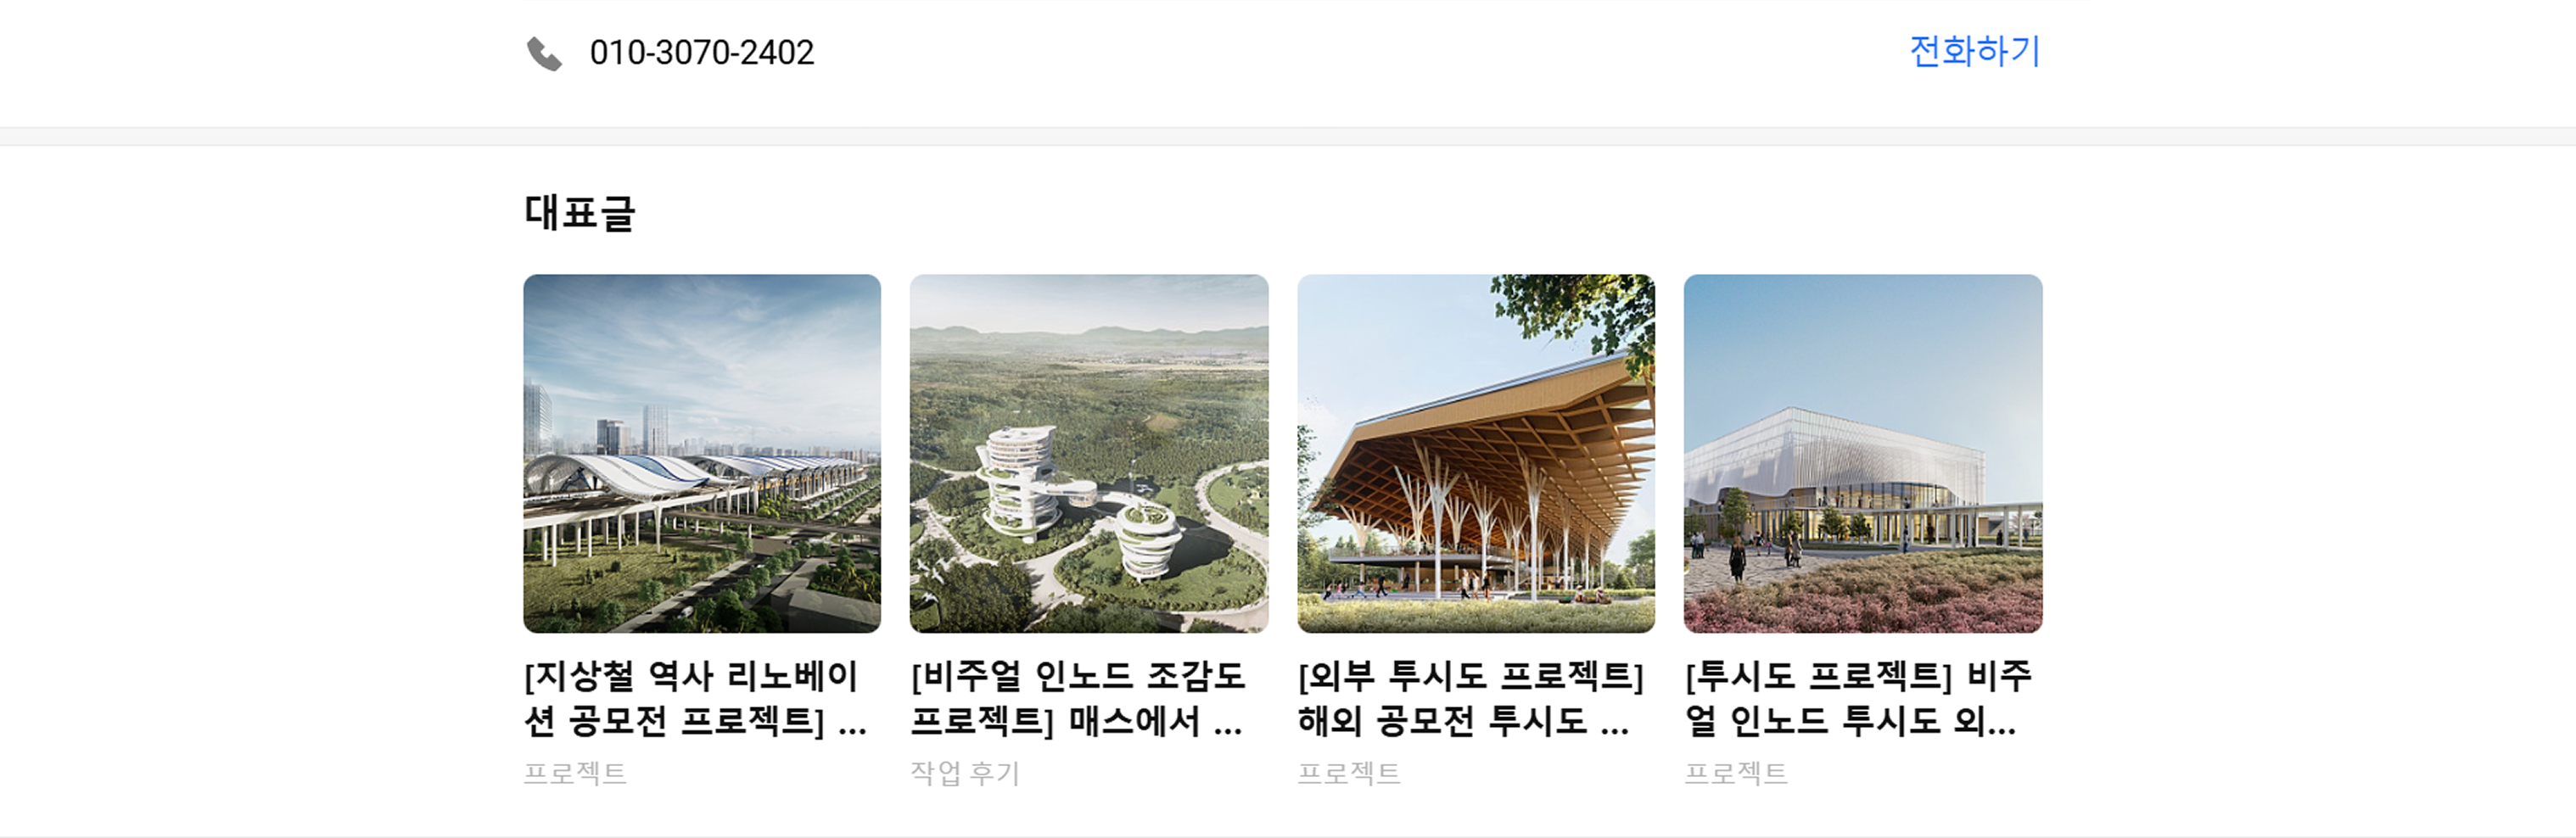 010-3070-2402
전화하기
대표글
[지상철 역사 리노베이
션 공모전 프로젝트] ...
프로젝트
[비주얼 인노드 조감도
프로젝트] 매스에서 ...
작업 후기
[외부 투시도 프로젝트]
해외 공모전 투시도 ...
프로젝트
[투시도 프로젝트] 비주
얼 인노드 투시도 외...
프로젝트